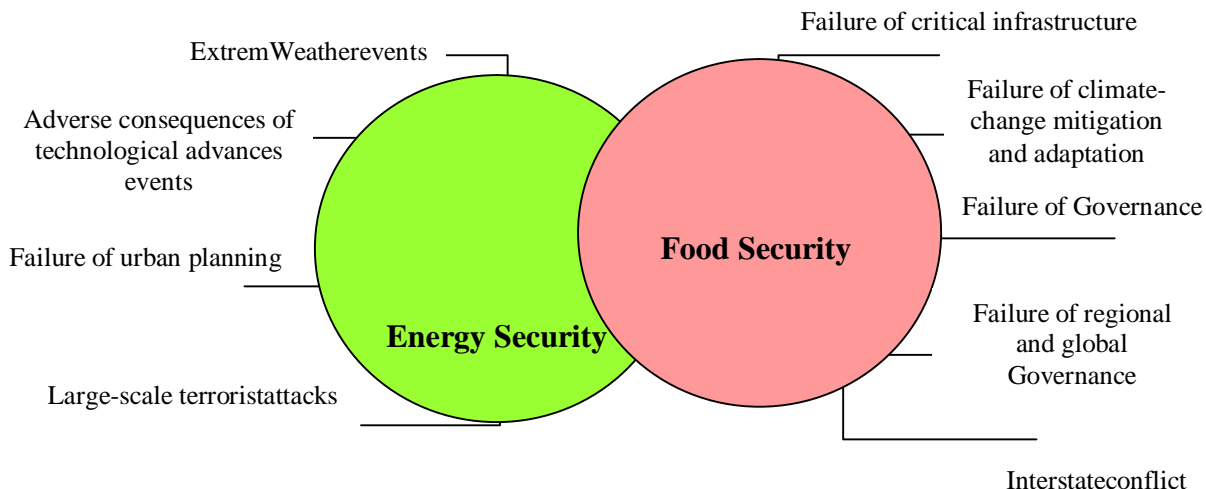 Failure of critical infrastructure
ExtremWeatherevents
Adverse consequences of
technological advances
events
Failure of climate-
change mitigation
and adaptation
Failure of Governance
Food Security
Failure of urban planning
Energy Security
Failure of regional
and global
Governance
Large-scale terroristattacks
Interstateconflict